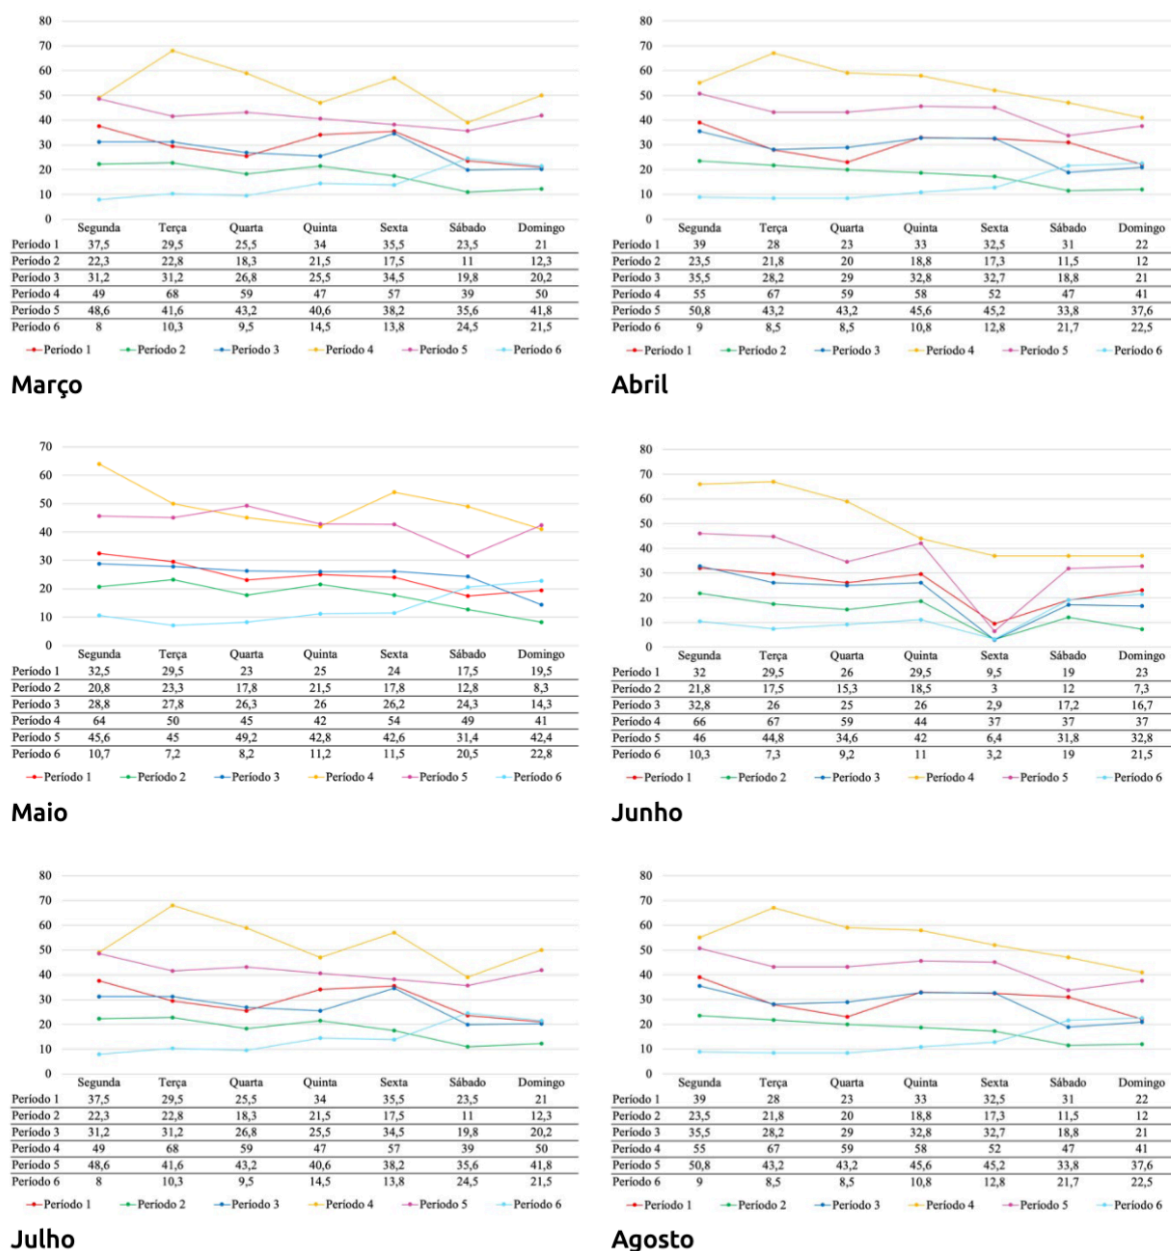 80
70
60
50
40
30
20
10
0
Segunda Terça Quarta Quinta Sexta Sábado Domingo
Período 1 37,5 29,5 25,5 34 35,5 23,5 21
Período 2 22,3 22,8 18,3 21,5 17,5 11 12,3
Período 3 31,2 31,2 26,8 25,5 34,5 19,8 20,2
Período 4 49 68 59 47 57 39 50
Período 5 48,6 41,6 43,2 40,6 38,2 35,6 41,8
Período 6 8 10,3 9,5 14,5 13,8 24,5 21,5
Período 1 Período 2 Período 3 Período 4 Período 5 Período 6
Março
80
70
60
50
40
30
20
10
0
Segunda Terça Quarta Quinta Sexta Sábado Domingo
Período 1 39 28 23 33 32,5 31 22
Período 2 23,5 21,8 20 18,8 17,3 11,5 12
Período 3 35,5 28,2 29 32,8 32,7 18,8 21
Período 4 55 67 59 58 52 47 41
Período 5 50,8 43,2 43,2 45,6 45,2 33,8 37,6
Período 6 9 8,5 8,5 10,8 12,8 21,7 22,5
Período 1 Período 2 Período 3 Período 4 Período 5 Período 6
Abril
70
60
50
40
30
20
10
0
Segunda Terça Quarta Quinta Sexta Sábado Domingo
Período 1 32,5 29,5 23 25 24 17,5 19,5
Período 2 20,8 23,3 17,8 21,5 17,8 12,8 8,3
Período 3 28,8 27,8 26,3 26 26,2 24,3 14,3
Período 4 64 50 45 42 54 49 41
Período 5 45,6 45 49,2 42,8 42,6 31,4 42,4
Período 6 10,7 7,2 8,2 11,2 11,5 20,5 22,8
Período 1 Período 2 Período 3 Período 4 Período 5 Período 6
Maio
80
70
60
50
40
30
20
10
0
Segunda Terça Quarta Quinta Sexta Sábado Domingo
Período 1 32 29,5 26 29,5 9,5 19 23
Período 2 21,8 17,5 15,3 18,5 3 12 7,3
Período 3 32,8 26 25 26 2,9 17,2 16,7
Período 4 66 67 59 44 37 37 37
Período 5 46 44,8 34,6 42 6,4 31,8 32,8
Período 6 10,3 7,3 9,2 11 3,2 19 21,5
Período 1 Período 2 Período 3 Período 4 Período 5 Período 6
Junho
80
70
60
50
40
30
20
10
0
Segunda Terça Quarta Quinta Sexta Sábado Domingo
Período 1 37,5 29,5 25,5 34 35,5 23,5 21
Período 2 22,3 22,8 18,3 21,5 17,5 11 12,3
Período 3 31,2 31,2 26,8 25,5 34,5 19,8 20,2
Período 4 49 68 59 47 57 39 50
Período 5 48,6 41,6 43,2 40,6 38,2 35,6 41,8
Período 6 8 10,3 9,5 14,5 13,8 24,5 21,5
Período 1 Período 2 Período 3 Período 4 Período 5 Período 6
Julho
80
70
60
50
40
30
20
10
0
Segunda Terça Quarta Quinta Sexta Sábado Domingo
Período 1 39 28 23 33 32,5 31 22
Período 2 23,5 21,8 20 18,8 17,3 11,5 12
Período 3 35,5 28,2 29 32,8 32,7 18,8 21
Período 4 55 67 59 58 52 47 41
Período 5 50,8 43,2 43,2 45,6 45,2 33,8 37,6
Período 6 9 8,5 8,5 10,8 12,8 21,7 22,5
Período 1 Período 2 Período 3 Período 4 Período 5 Período 6
Agosto